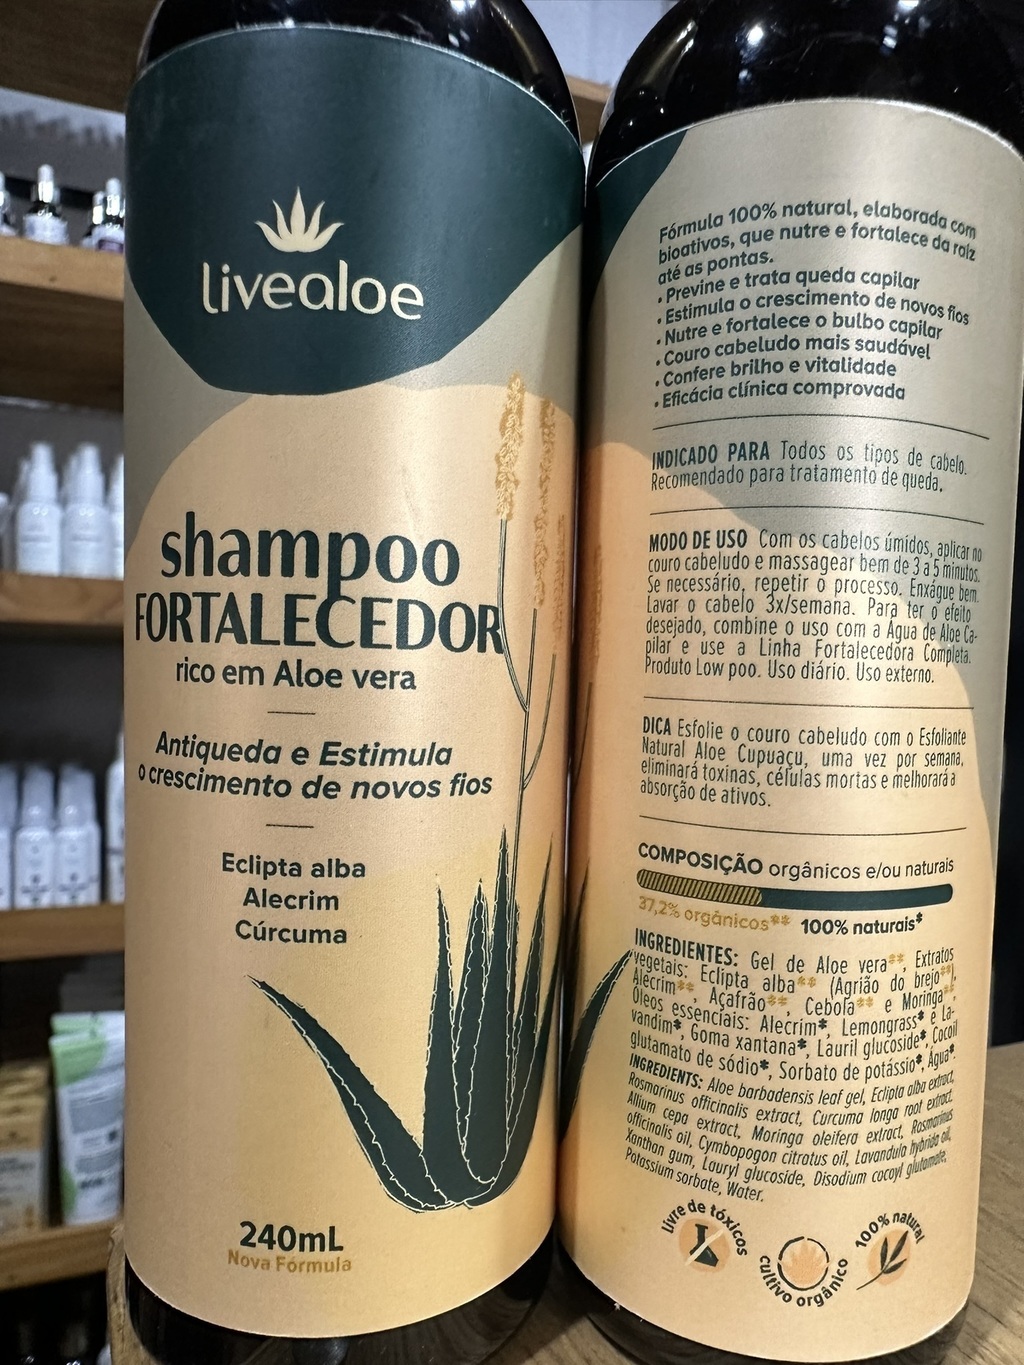 livealoe
shampoo
FORTALECEDOR
rico em Aloe vera
Antiqueda e Estimula
o crescimento de novos fios
Eclipta alba
Alecrim
Cúrcuma
240mL
Nova Fórmula
Fórmula 100% natural, elaborada com
bioativos, que nutre e fortalece da raiz
até as pontas.
• Previne e trata queda capilar
• Estimula o crescimento de novos fios
• Nutre e fortalece o bulbo capilar
• Couro cabeludo mais saudável
• Confere brilho e vitalidade
• Eficácia clínica comprovada
INDICADO PARA Todos os tipos de cabelo.
Recomendado para tratamento de queda.
MODO DE USO Com os cabelos úmidos, aplicar no
couro cabeludo e massagear bem de 3 a 5 minutos.
Se necessário, repetir o processo. Enxágue bem.
Lavar o cabelo 3x/semana. Para ter o efeito
desejado, combine o uso com a Água de Aloe Ca-
pilar e use a Linha Fortalecedora Completa.
Produto Low poo. Uso diário. Uso externo.
DICA Esfolie o couro cabeludo com o Esfoliante
Natural Aloe Cupuaçu, uma vez por semana,
eliminará toxinas, células mortas e melhorará a
absorção de ativos.
COMPOSIÇÃO orgânicos e/ou naturais
37,2% orgânicos** 100% naturais*
INGREDIENTES: Gel de Aloe vera**, Extratos
vegetais: Eclipta alba** (Agrião do brejo**),
Alecrim**, Açafrão**, Cebola** e Moringa**,
Óleos essenciais: Alecrim*, Lemongrass* e La-
vandim*, Goma xantana*, Lauril glucoside*, Cocoil
glutamato de sódio*, Sorbato de potássio*, Água*.
INGREDIENTS: Aloe barbadensis leaf gel, Eclipta alba extract,
Rosmarinus officinalis extract, Curcuma longa root extract,
Allium cepa extract, Moringa oleifera extract, Rosmarinus
officinalis oil, Cymbopogon citratus oil, Lavandula hybrida oil,
Xanthan gum, Lauryl glucoside, Disodium cocoyl glutamate,
Potassium sorbate, Water.
livre de tóxicos
cultivo orgânico
100% natural